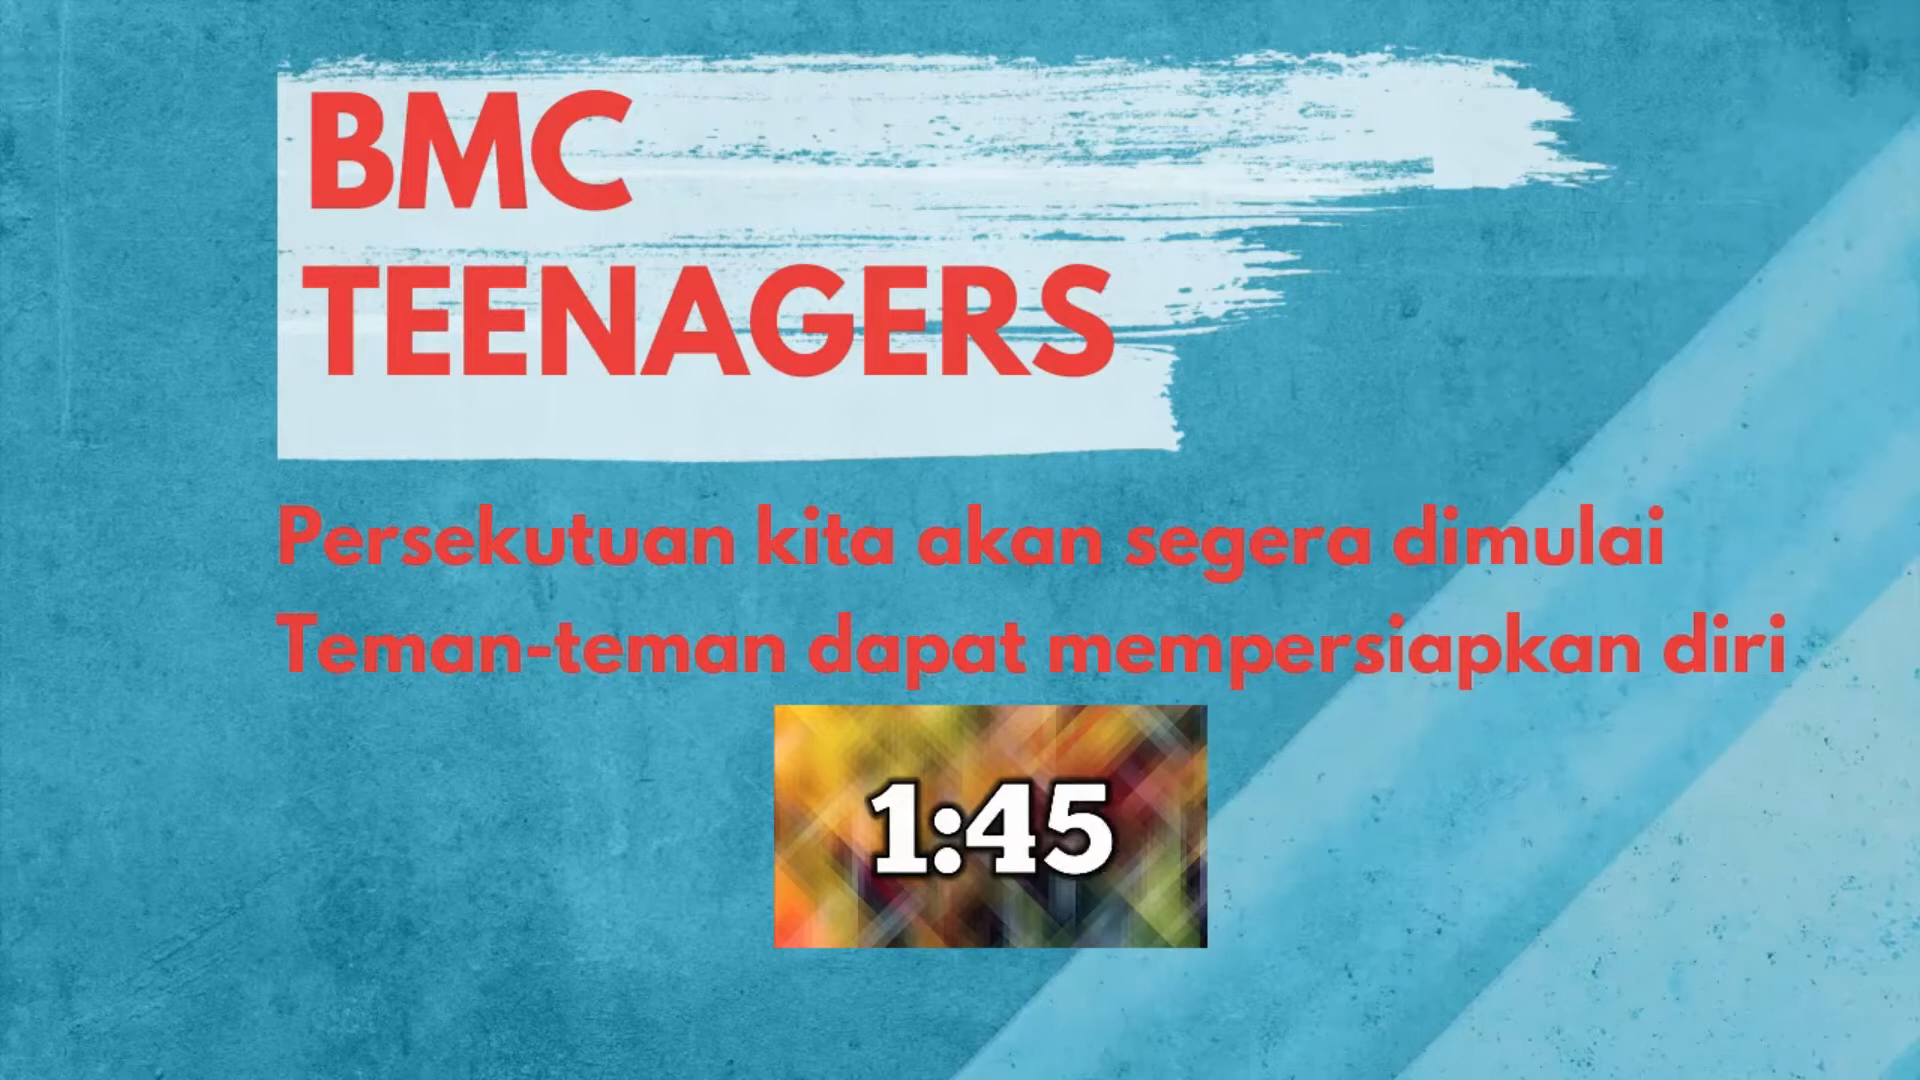 BMC
TEENAGERS
Persekutuan kita akan segera dimulai
Teman-teman dapat mempersiapkan diri
1:45